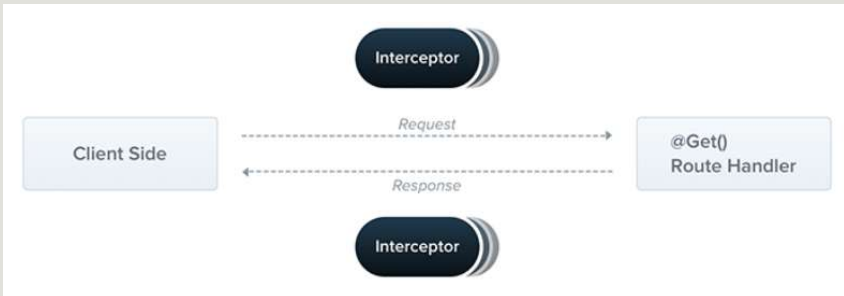 Interceptor
Request
Client Side
@Get()
Route Handler
Response
Interceptor